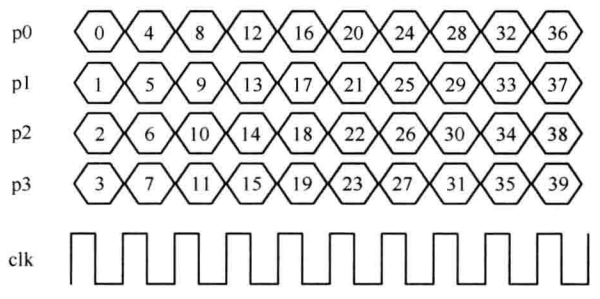 p0 0 4 8 12 16 20 24 28 32 36
p1 1 5 9 13 17 21 25 29 33 37
p2 2 6 10 14 18 22 26 30 34 38
p3 3 7 11 15 19 23 27 31 35 39
clk